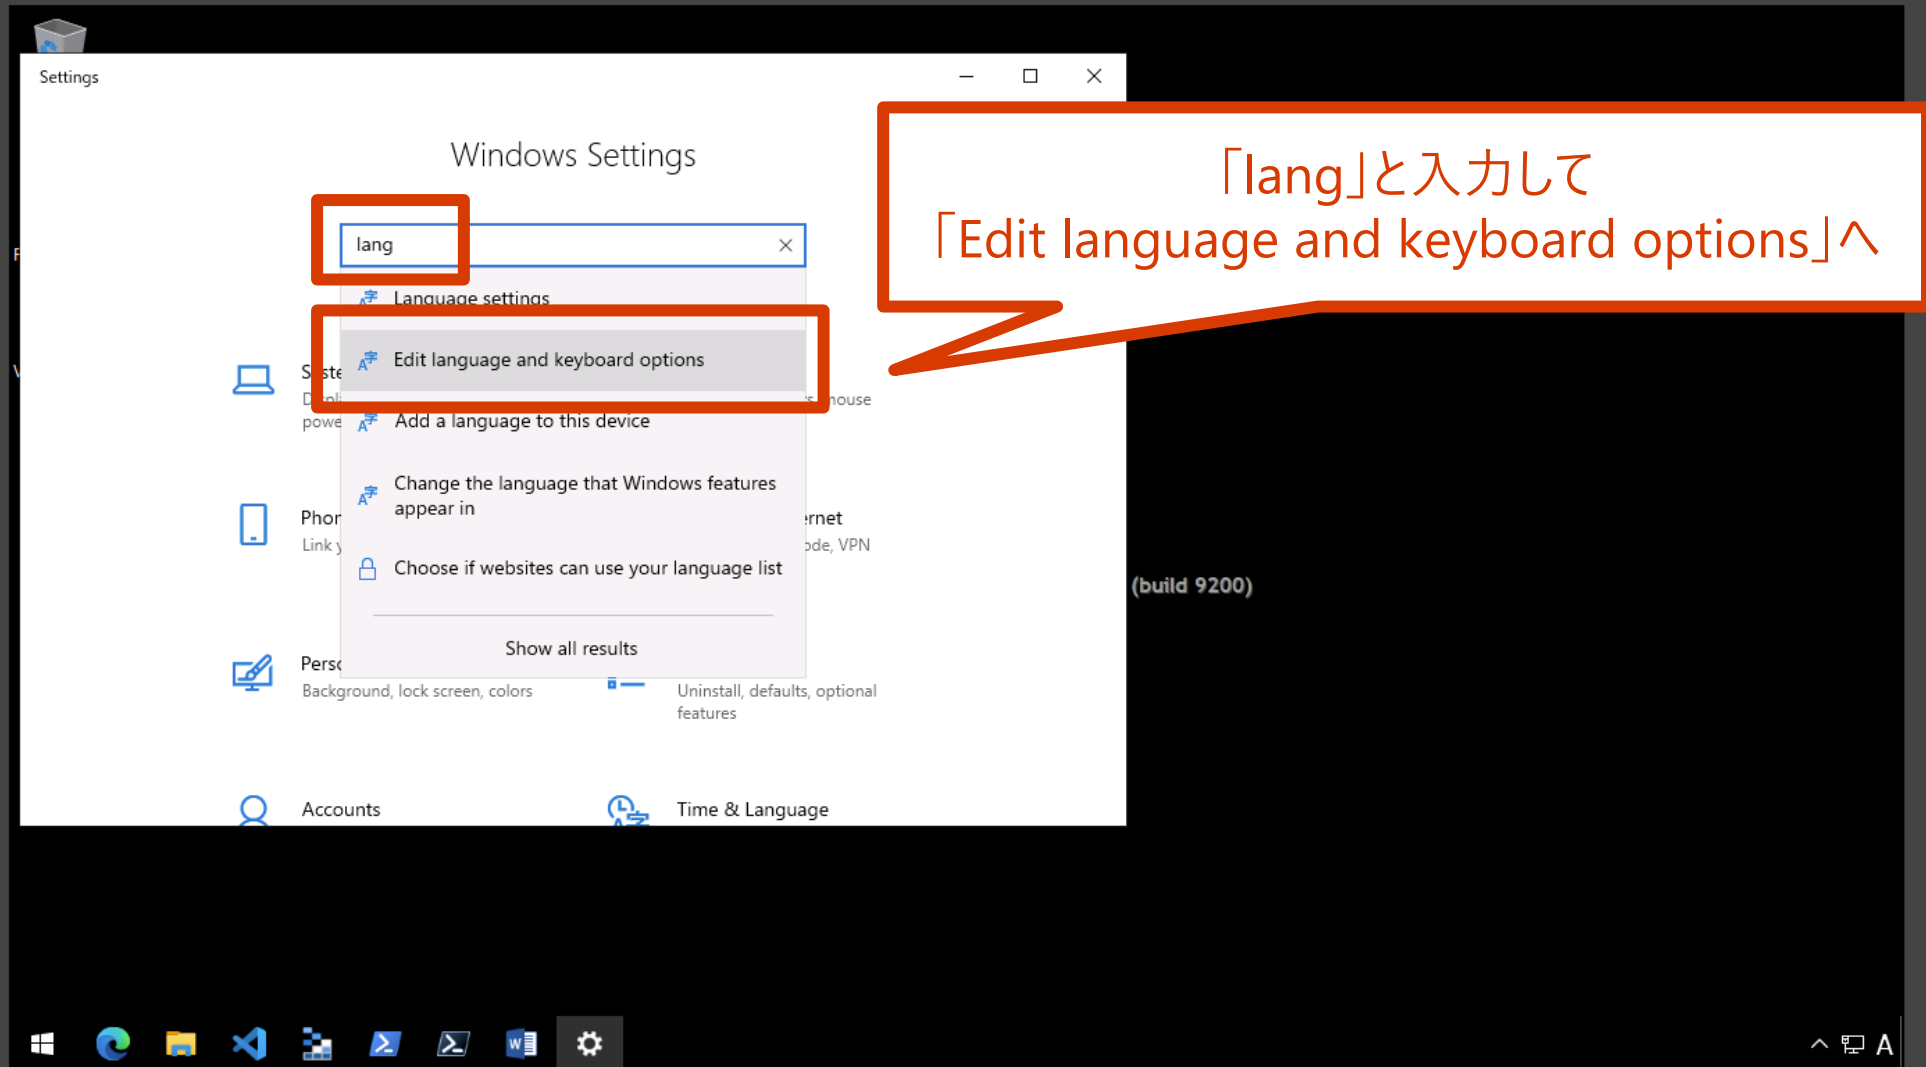 Settings
Windows Settings
lang
Language settings
Edit language and keyboard options
Add a language to this device
Change the language that Windows features
appear in
Choose if websites can use your language list
Show all results
「lang」と入力して
「Edit language and keyboard options」へ
mouse
Link
VPN
Background, lock screen, colors
Uninstall, defaults, optional
features
Accounts
Time & Language
(build 9200)
A